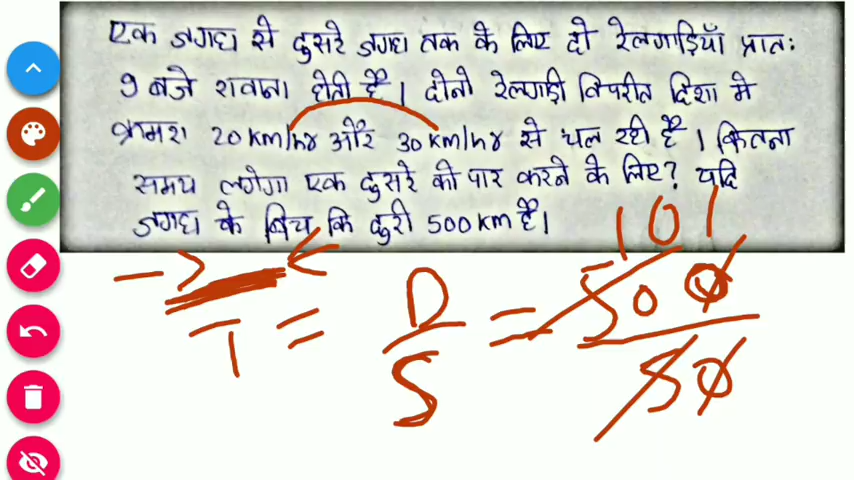 एक जगह से दुसरे जगह तक के लिए दो रेलगाड़ियाँ प्रातः
9 बजे रावाना होती हैं। दोनो रेलगाड़ी विपरीत दिशा मे
क्रमशः 20 km/hr और 30 km/hr से चल रही हैं। कितना
समय लगेगा एक दुसरे को पार करने के लिए? यदि
जगह के बिच कि दुरी 500 km हैं।
10 1
T = D/S = 500/50